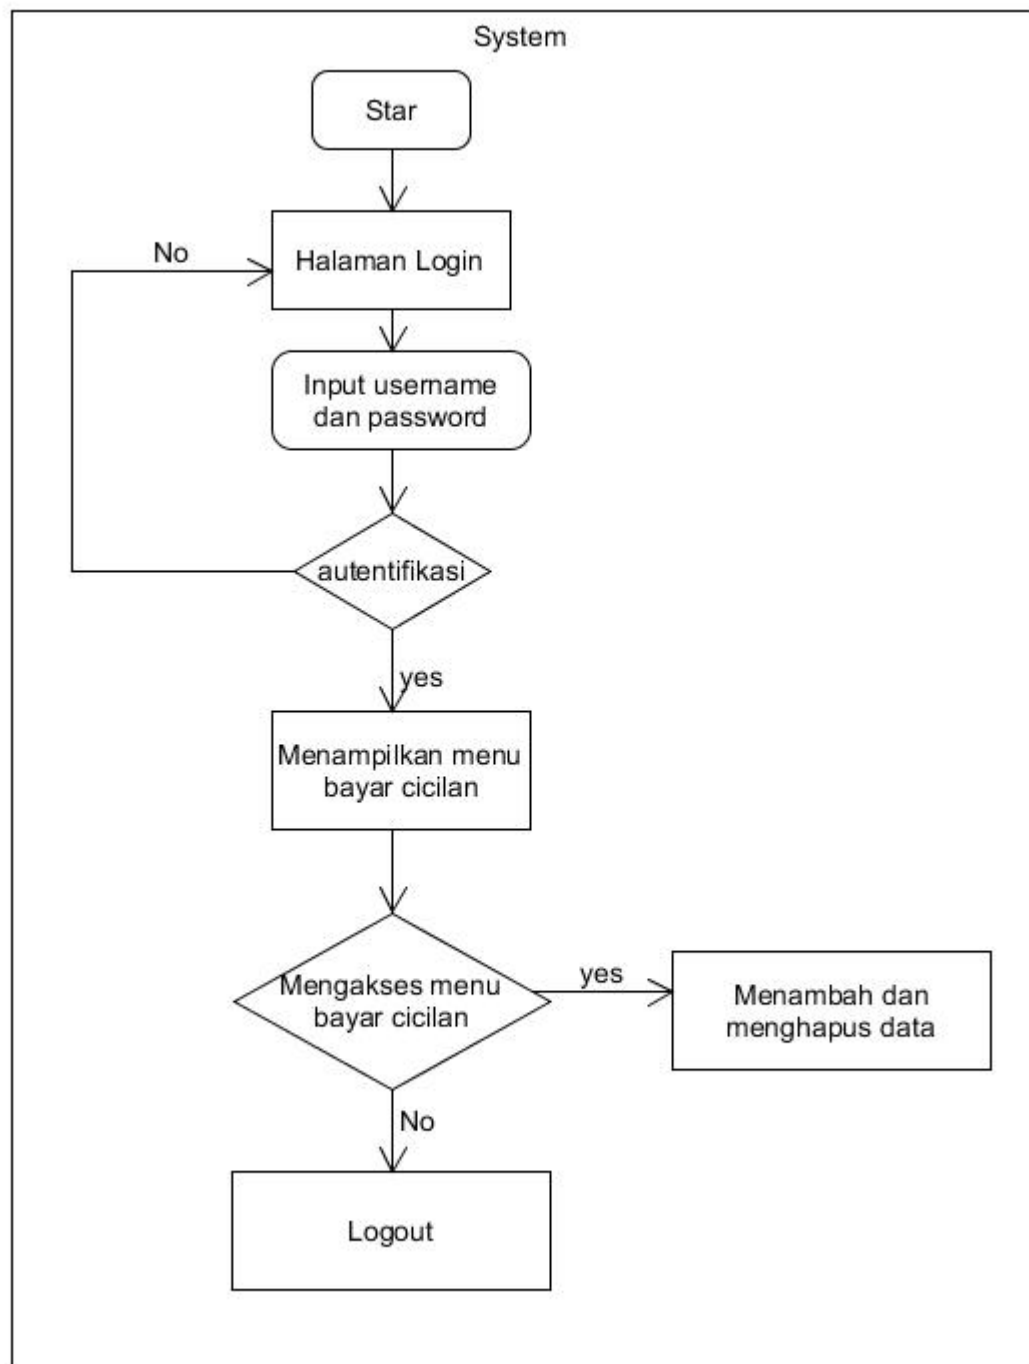 System
Star
No
Halaman Login
Input username
dan password
autentifikasi
yes
Menampilkan menu
bayar cicilan
Mengakses menu
bayar cicilan
yes
Menambah dan
menghapus data
No
Logout